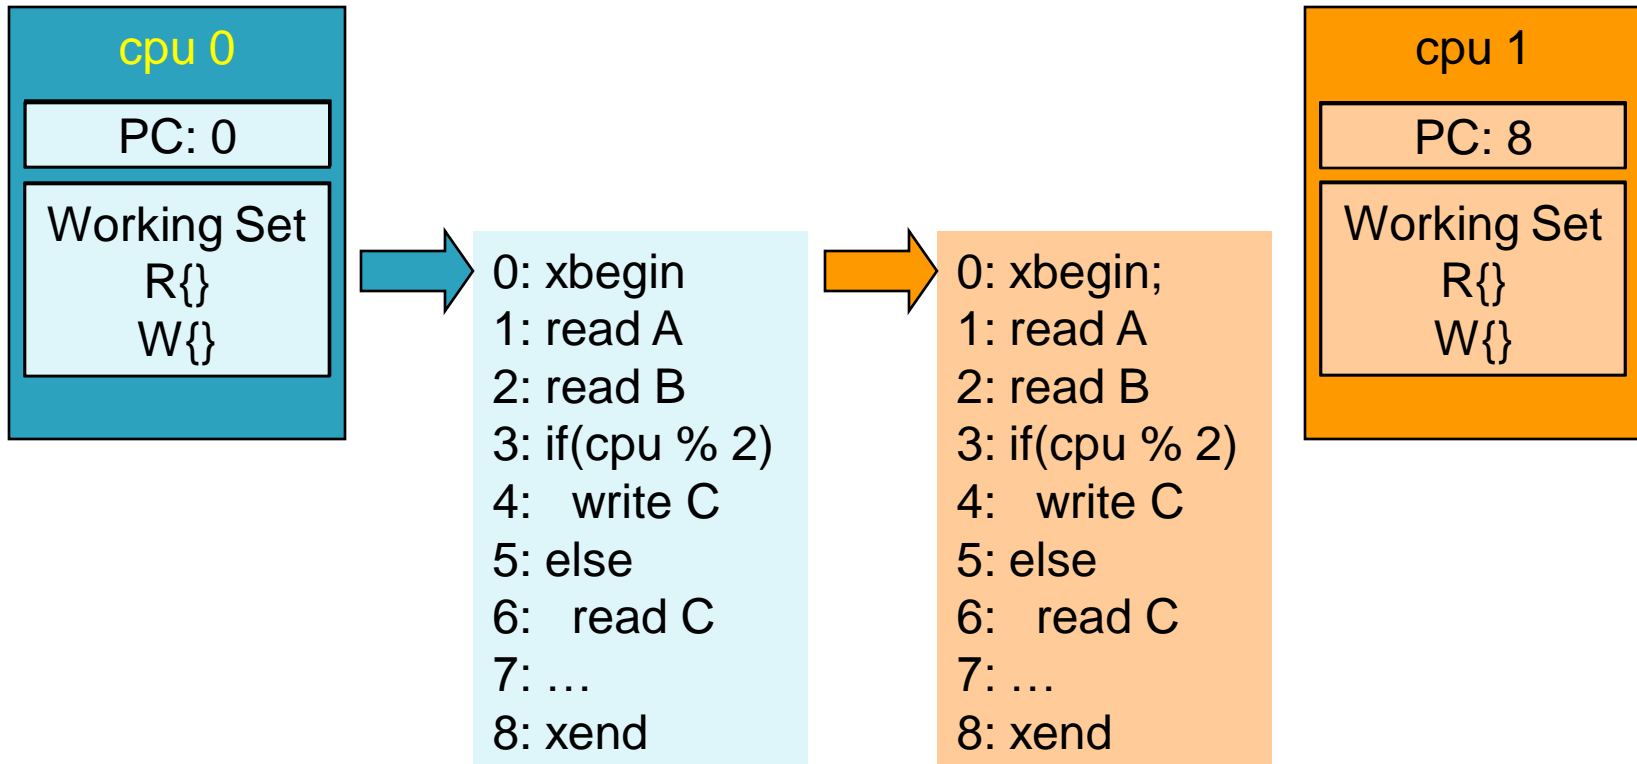 cpu 0
PC: 0
Working Set
R{}
W{}
0: xbegin
1: read A
2: read B
3: if(cpu % 2)
4:   write C
5: else
6:   read C
7: …
8: xend
0: xbegin;
1: read A
2: read B
3: if(cpu % 2)
4:   write C
5: else
6:   read C
7: …
8: xend
cpu 1
PC: 8
Working Set
R{}
W{}